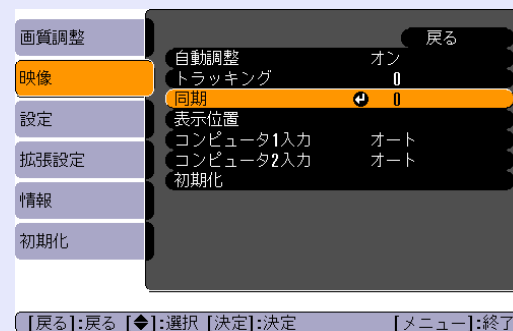 画質調整
映像
設定
拡張設定
情報
初期化
戻る
自動調整 オン
トラッキング 0
同期 0
表示位置
コンピュータ1入力 オート
コンピュータ2入力 オート
初期化
[戻る]:戻る [◆]:選択 [決定]:決定 [メニュー]:終了